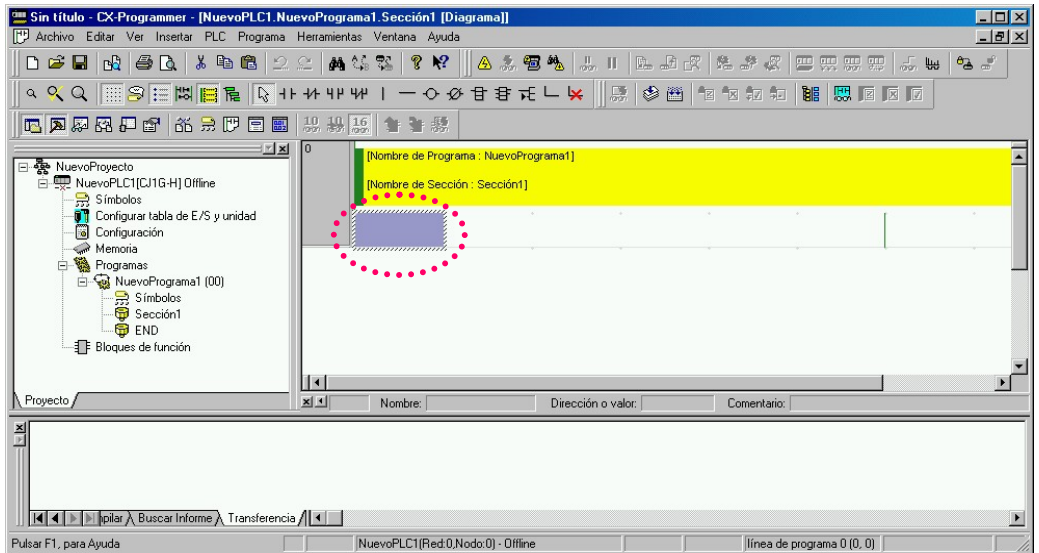 Sin título - CX-Programmer - [NuevoPLC1.NuevoPrograma1.Sección1 [Diagrama]]
Archivo Editar Ver Insertar PLC Programa Herramientas Ventana Ayuda
10 10 16
NuevoProyecto
NuevoPLC1[CJ1G-H] Offline
Símbolos
Configurar tabla de E/S y unidad
Configuración
Memoria
Programas
NuevoPrograma1 (00)
Símbolos
Sección1
END
Bloques de función
Proyecto
0
[Nombre de Programa : NuevoPrograma1]
[Nombre de Sección : Sección1]
Nombre: Dirección o valor: Comentario:
pilar Buscar Informe Transferencia
Pulsar F1, para Ayuda NuevoPLC1(Red:0,Nodo:0) - Offline línea de programa 0 (0, 0)